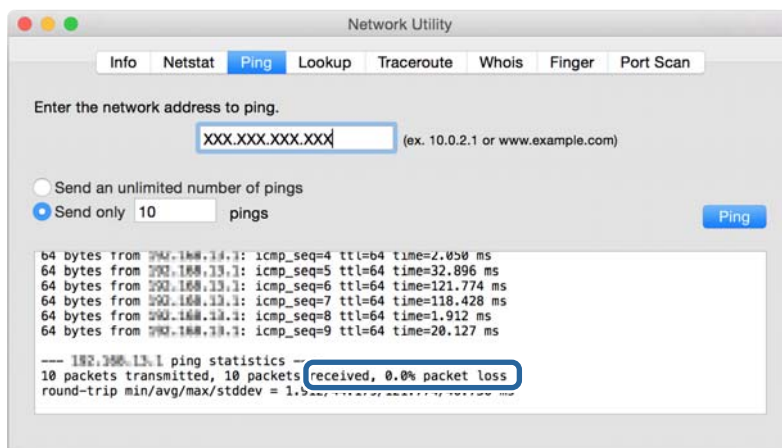 Network Utility
Info Netstat Ping Lookup Traceroute Whois Finger Port Scan
Enter the network address to ping.
XXX.XXX.XXX.XXX (ex. 10.0.2.1 or www.example.com)
Send an unlimited number of pings
Send only 10 pings
Ping
64 bytes from : icmp_seq=4 ttl=64 time=2.050 ms
64 bytes from : icmp_seq=5 ttl=64 time=32.896 ms
64 bytes from : icmp_seq=6 ttl=64 time=121.774 ms
64 bytes from : icmp_seq=7 ttl=64 time=118.428 ms
64 bytes from : icmp_seq=8 ttl=64 time=1.912 ms
64 bytes from : icmp_seq=9 ttl=64 time=20.127 ms
--- ping statistics --
10 packets transmitted, 10 packets received, 0.0% packet loss
round-trip min/avg/max/stddev = ms